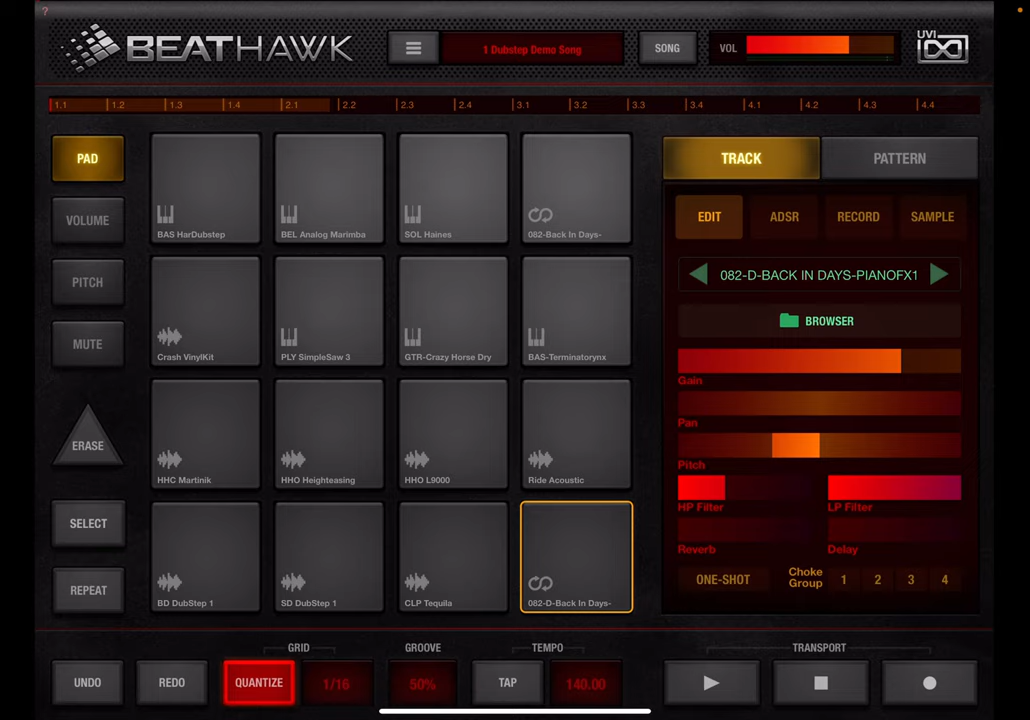 ?
BEATHAWK
1 Dubstep Demo Song
SONG
VOL
UVI
1.1 1.2 1.3 1.4 2.1 2.2 2.3 2.4 3.1 3.2 3.3 3.4 4.1 4.2 4.3 4.4
PAD
VOLUME
PITCH
MUTE
ERASE
SELECT
REPEAT
BAS HarDubstep
BEL Analog Marimba
SOL Haines
082-Back In Days-
Crash VinylKit
PLY SimpleSaw 3
GTR-Crazy Horse Dry
BAS-Terminatorynx
HHC Martinik
HHO Heighteasing
HHO L9000
Ride Acoustic
BD DubStep 1
SD DubStep 1
CLP Tequila
082-D-Back In Days-
TRACK
PATTERN
EDIT
ADSR
RECORD
SAMPLE
082-D-BACK IN DAYS-PIANOFX1
BROWSER
Gain
Pan
Pitch
HP Filter
LP Filter
Reverb
Delay
ONE-SHOT
Choke
Group
1 2 3 4
GRID
GROOVE
TEMPO
TRANSPORT
UNDO
REDO
QUANTIZE
1/16
50%
TAP
140.00